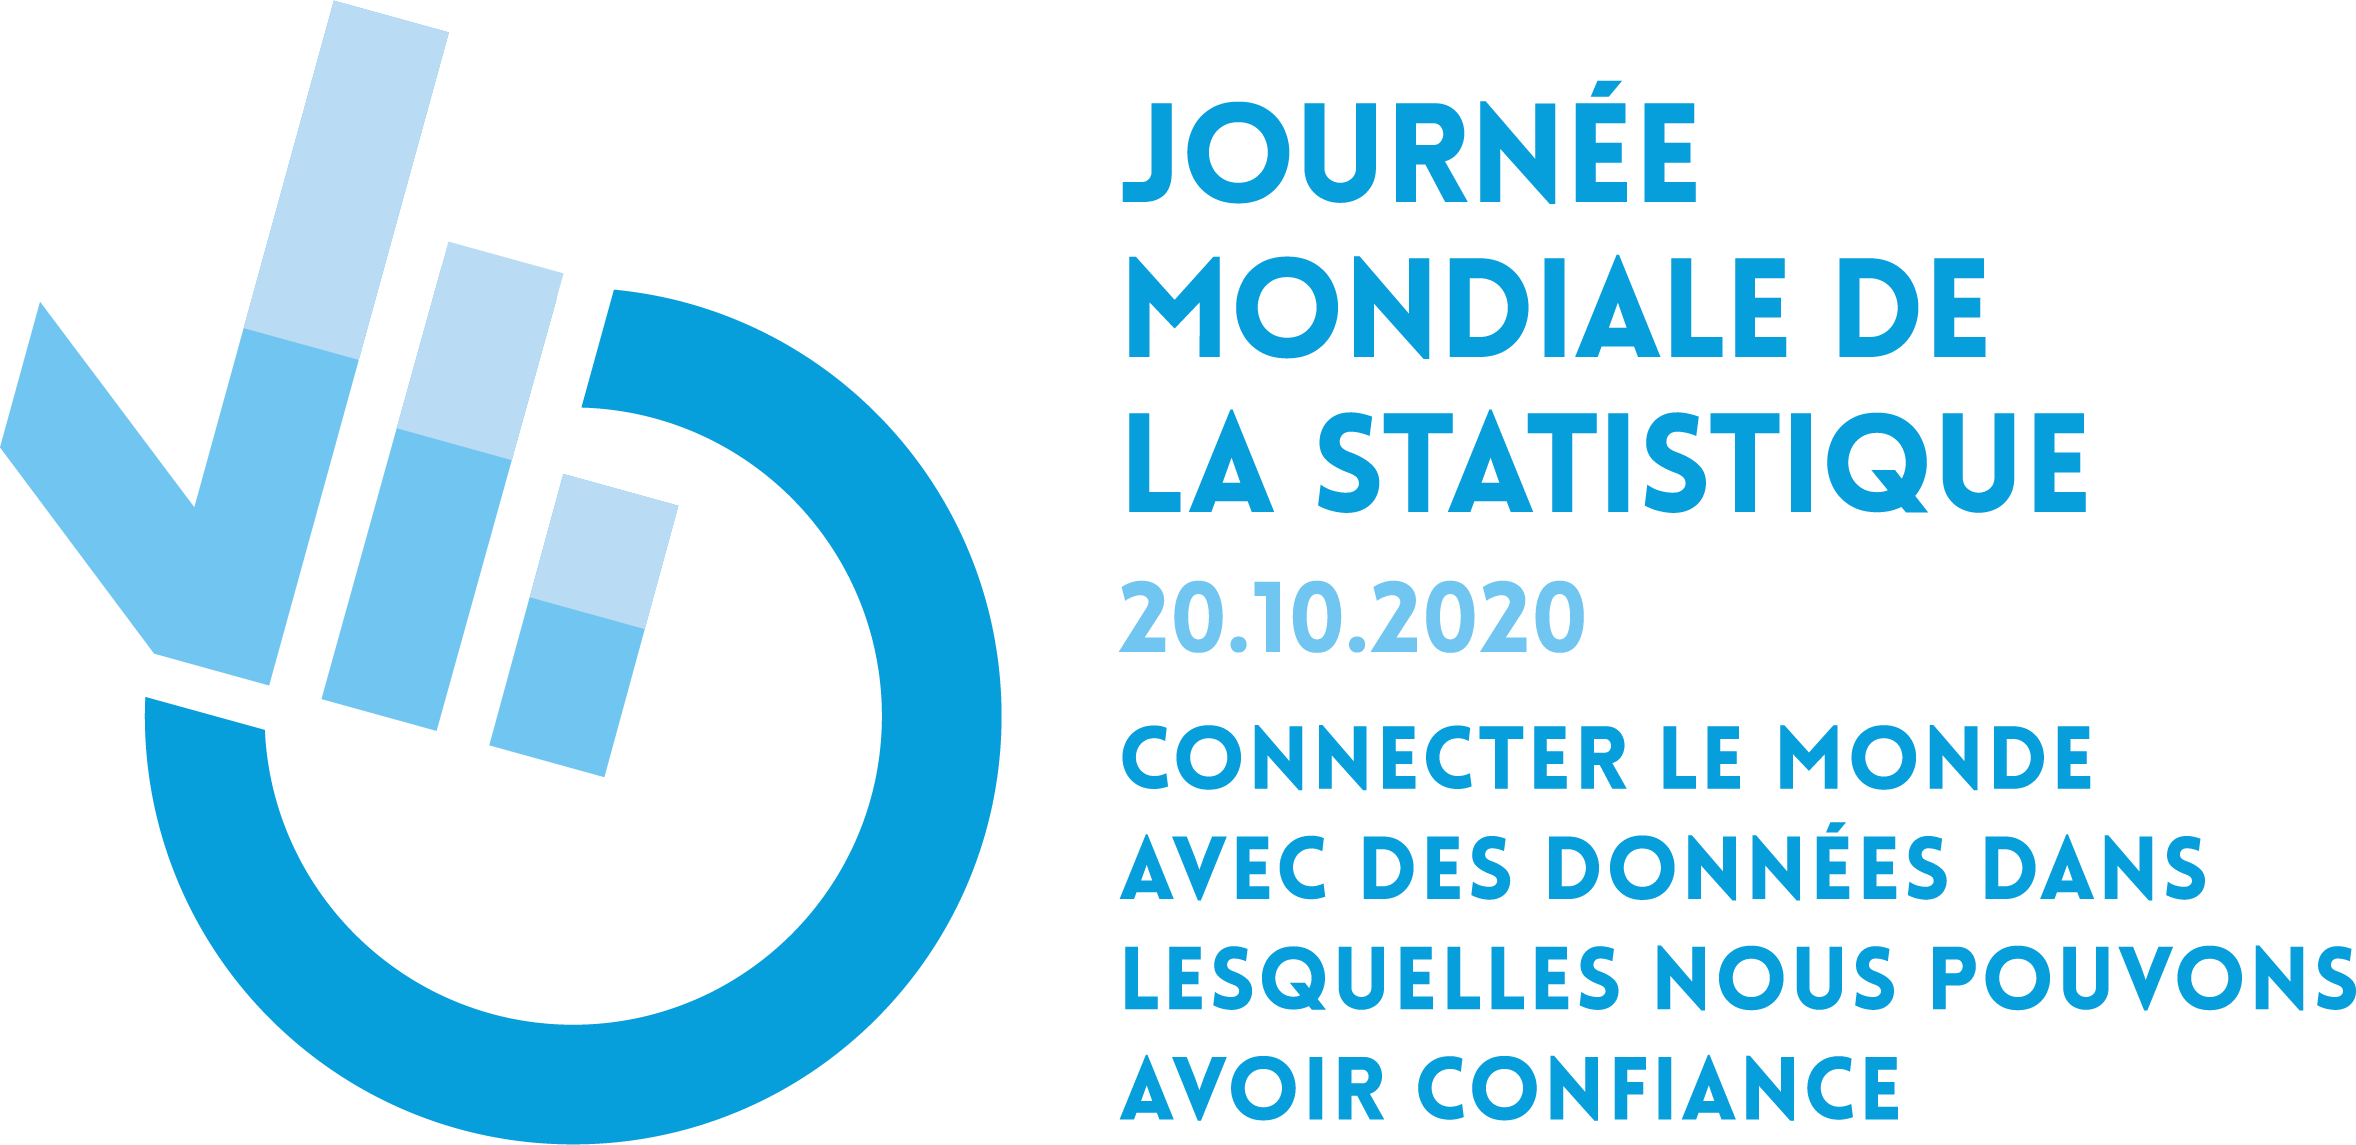 JOURNÉE
MONDIALE DE
LA STATISTIQUE
20.10.2020
CONNECTER LE MONDE
AVEC DES DONNÉES DANS
LESQUELLES NOUS POUVONS
AVOIR CONFIANCE